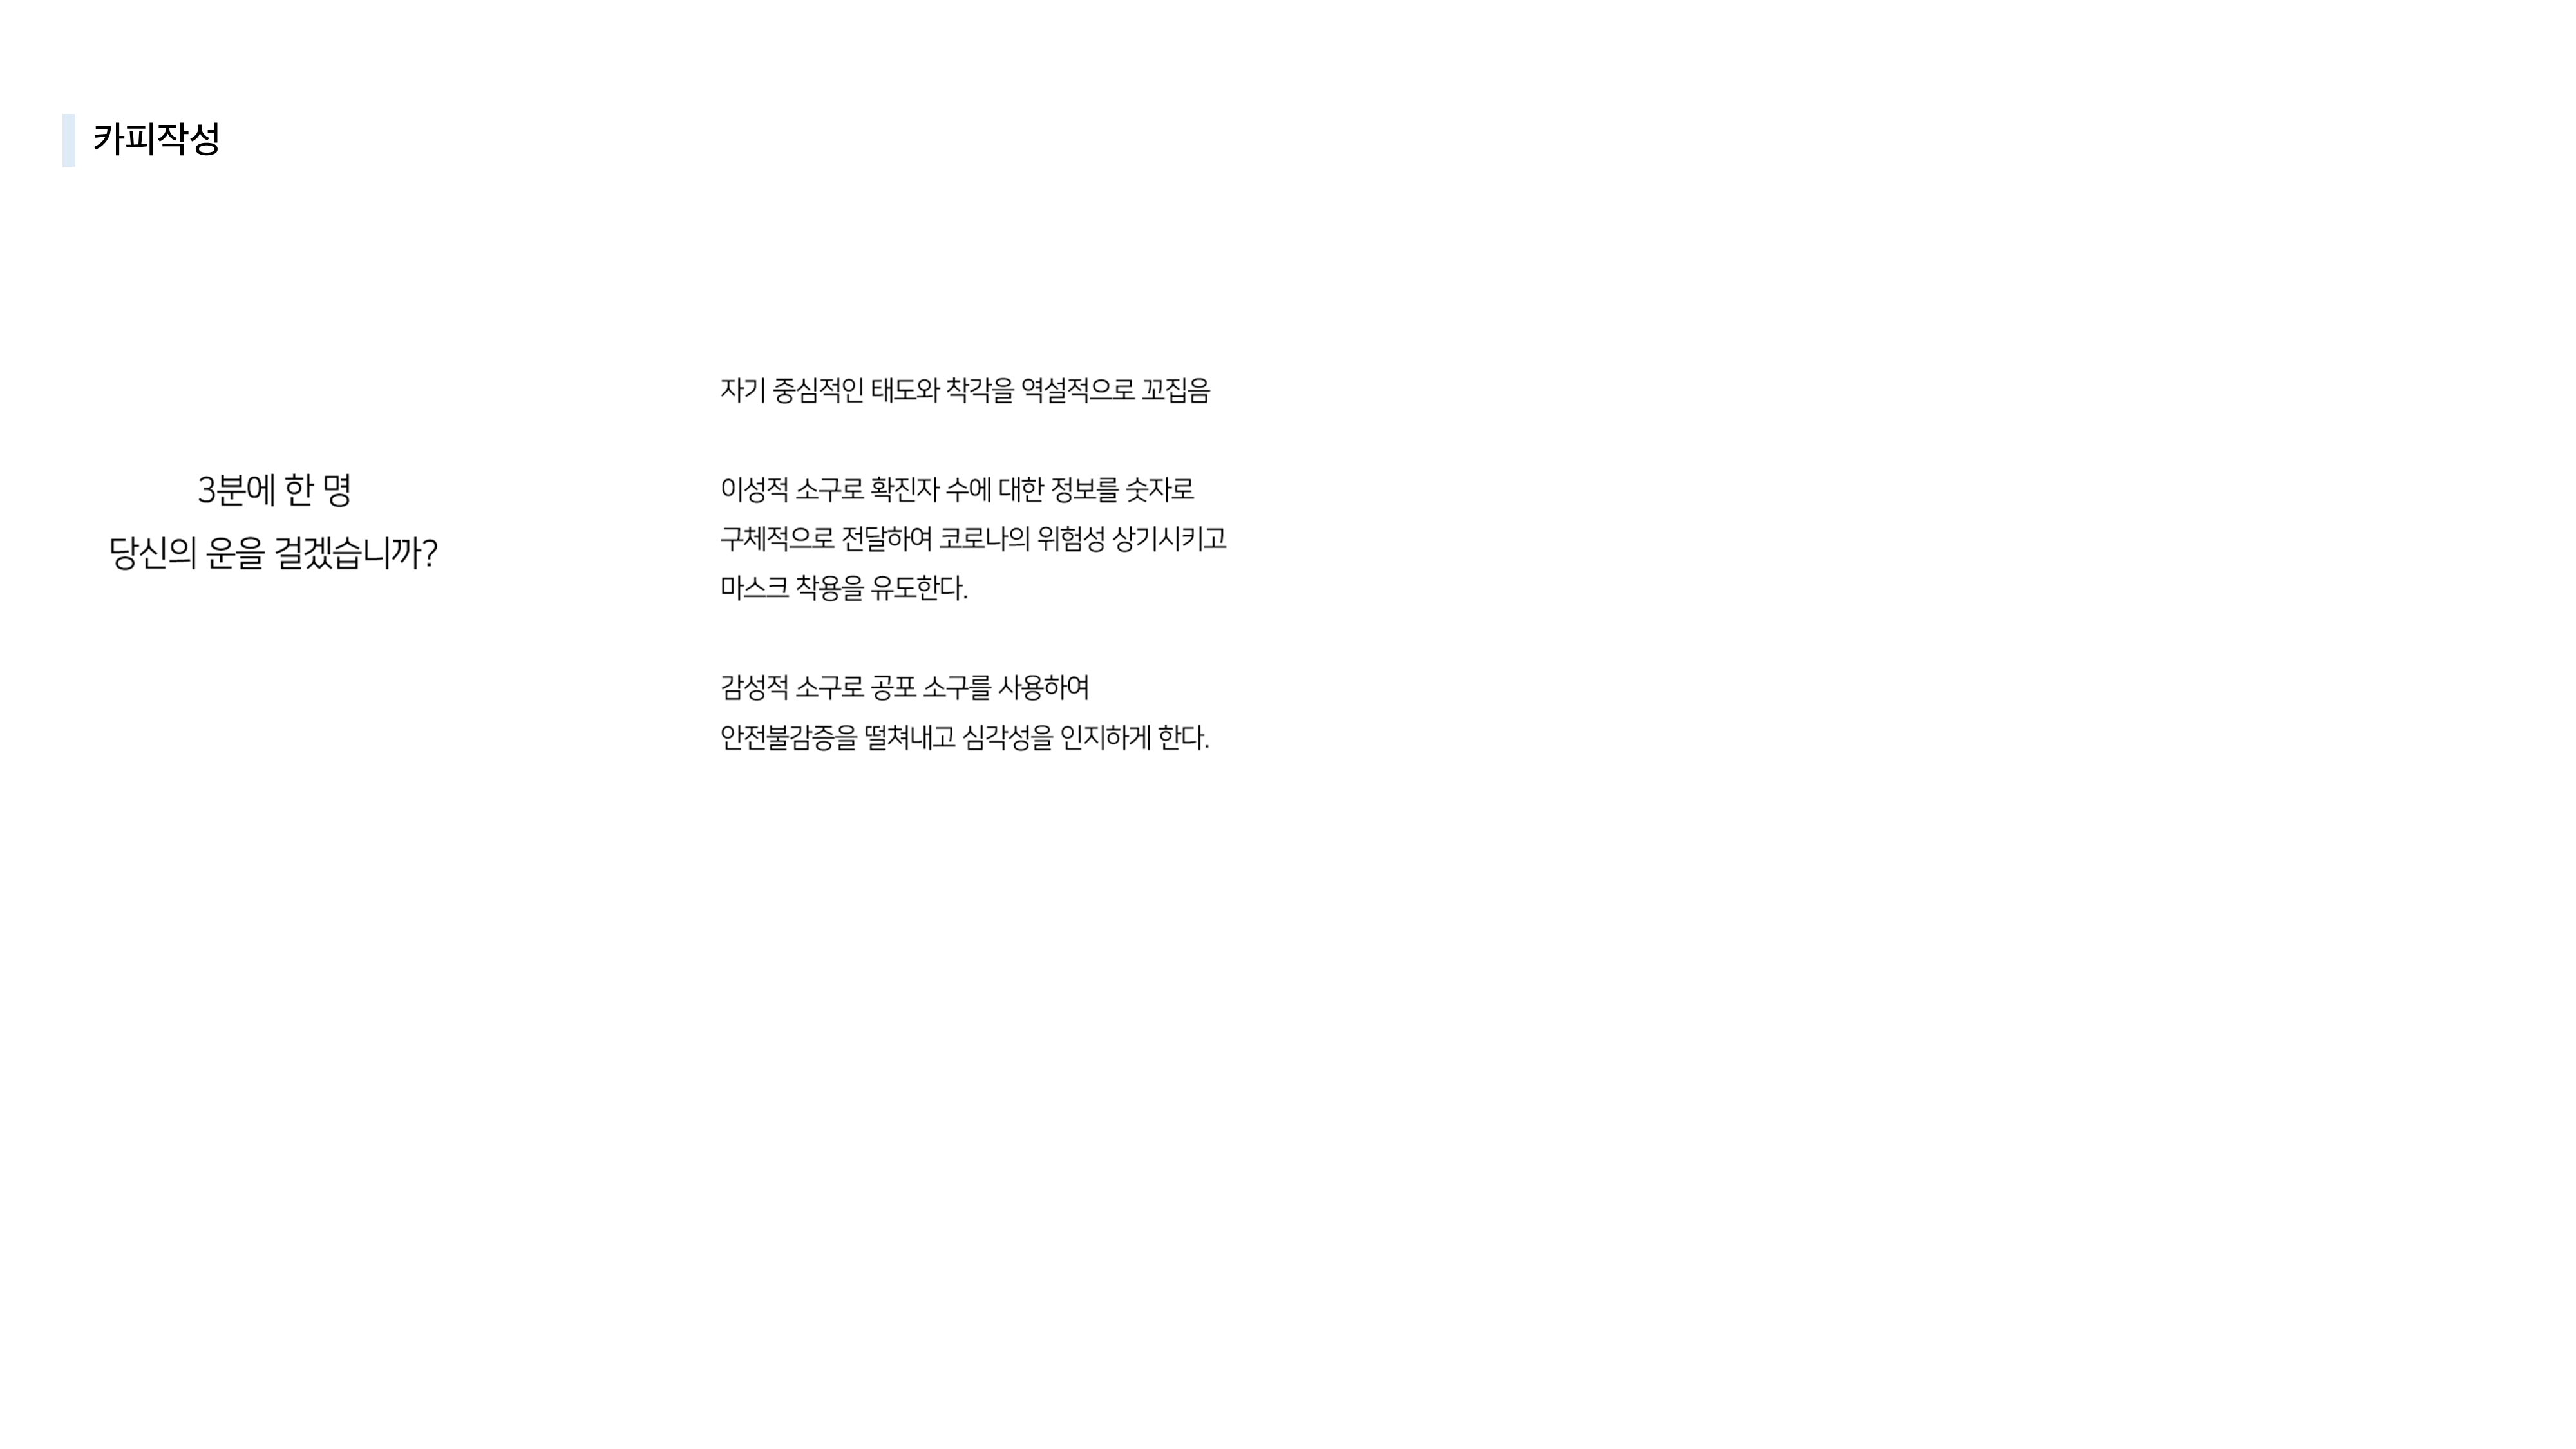 카피작성
3분에 한 명
당신의 운을 걸겠습니까?
자기 중심적인 태도와 착각을 역설적으로 꼬집음
이성적 소구로 확진자 수에 대한 정보를 숫자로
구체적으로 전달하여 코로나의 위험성 상기시키고
마스크 착용을 유도한다.
감성적 소구로 공포 소구를 사용하여
안전불감증을 떨쳐내고 심각성을 인지하게 한다.